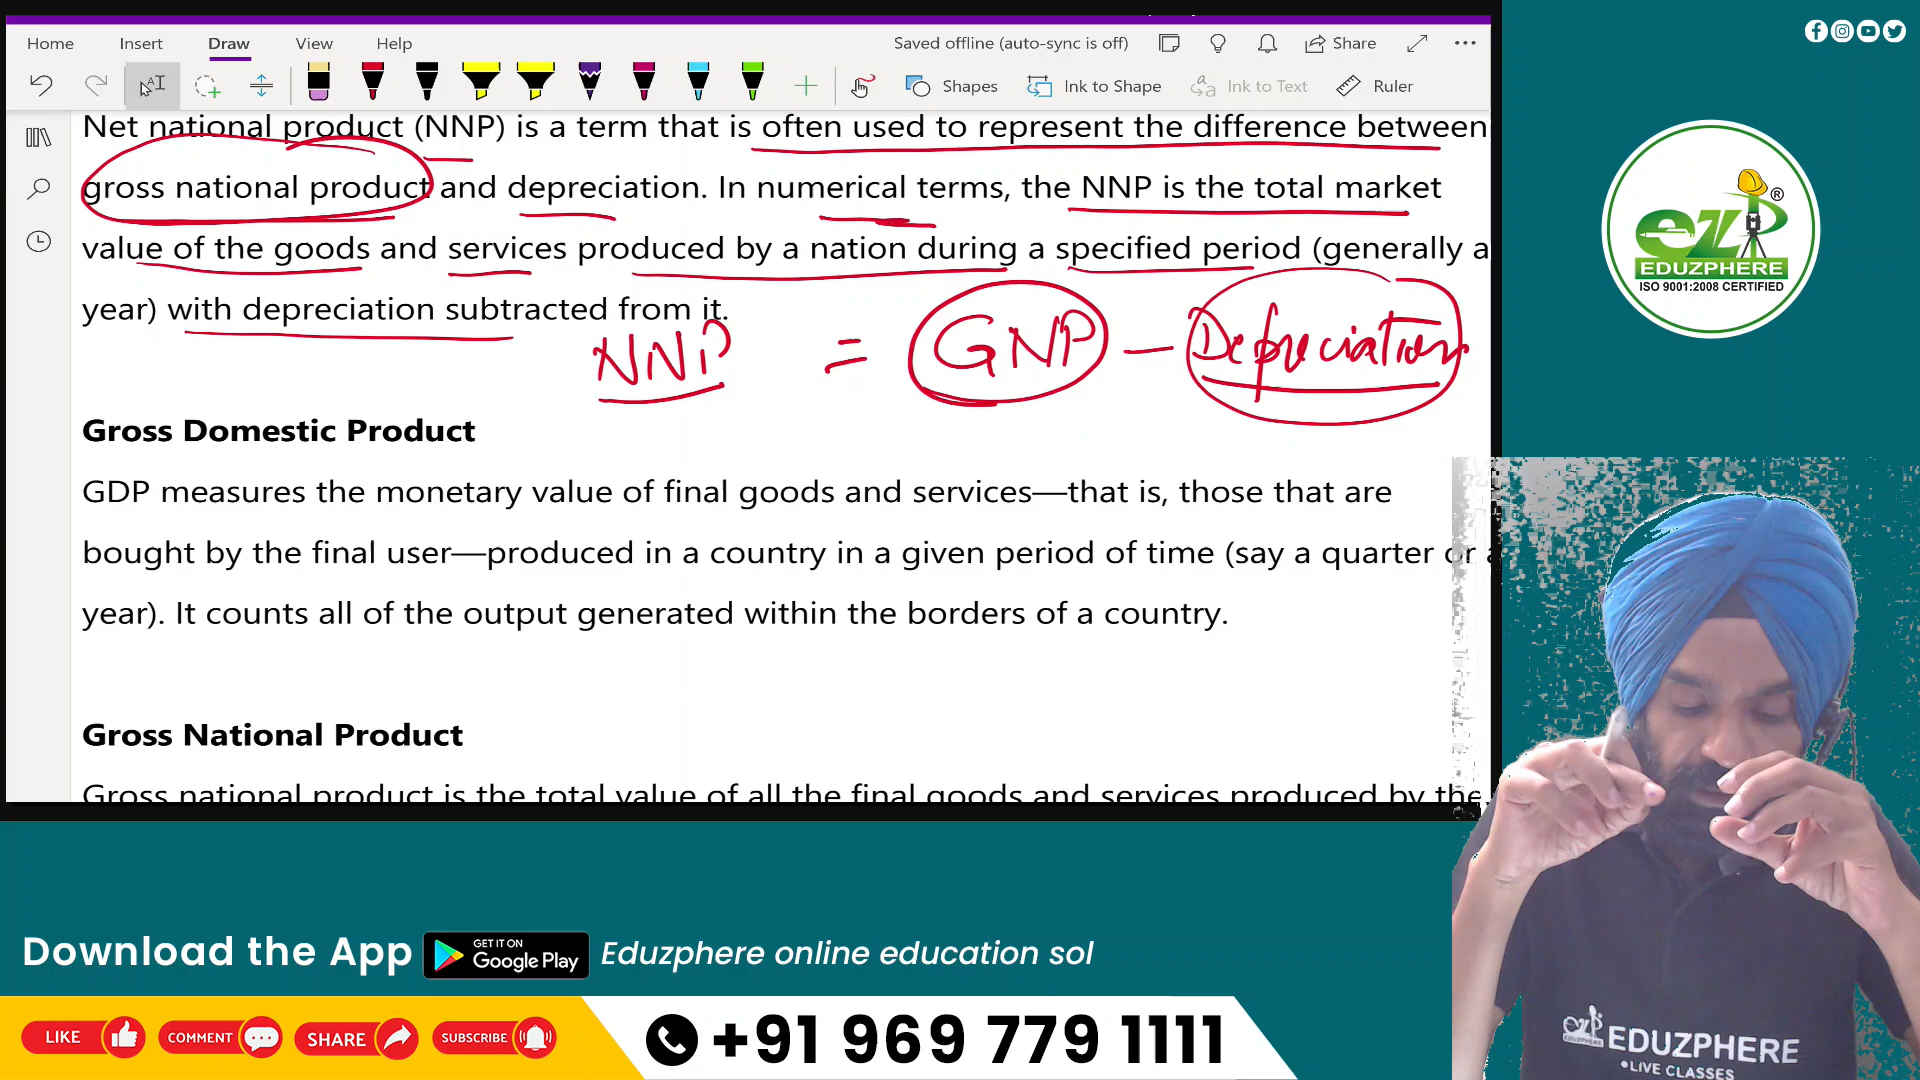 Home Insert Draw View Help Saved offline (auto-sync is off) Share
Shapes Ink to Shape Ink to Text Ruler
Net national product (NNP) is a term that is often used to represent the difference between
gross national product and depreciation. In numerical terms, the NNP is the total market
value of the goods and services produced by a nation during a specified period (generally a
year) with depreciation subtracted from it.
NNP = GNP - Depreciation
Gross Domestic Product
GDP measures the monetary value of final goods and services—that is, those that are
bought by the final user—produced in a country in a given period of time (say a quarter or a
year). It counts all of the output generated within the borders of a country.
Gross National Product
Gross national product is the total value of all the final goods and services produced by the
EZP ®
EDUZPHERE
ISO 9001:2008 CERTIFIED
Download the App GET IT ON Google Play Eduzphere online education sol
LIKE COMMENT SHARE SUBSCRIBE +91 969 779 1111
EDUZPHERE
•LIVE CLASSES